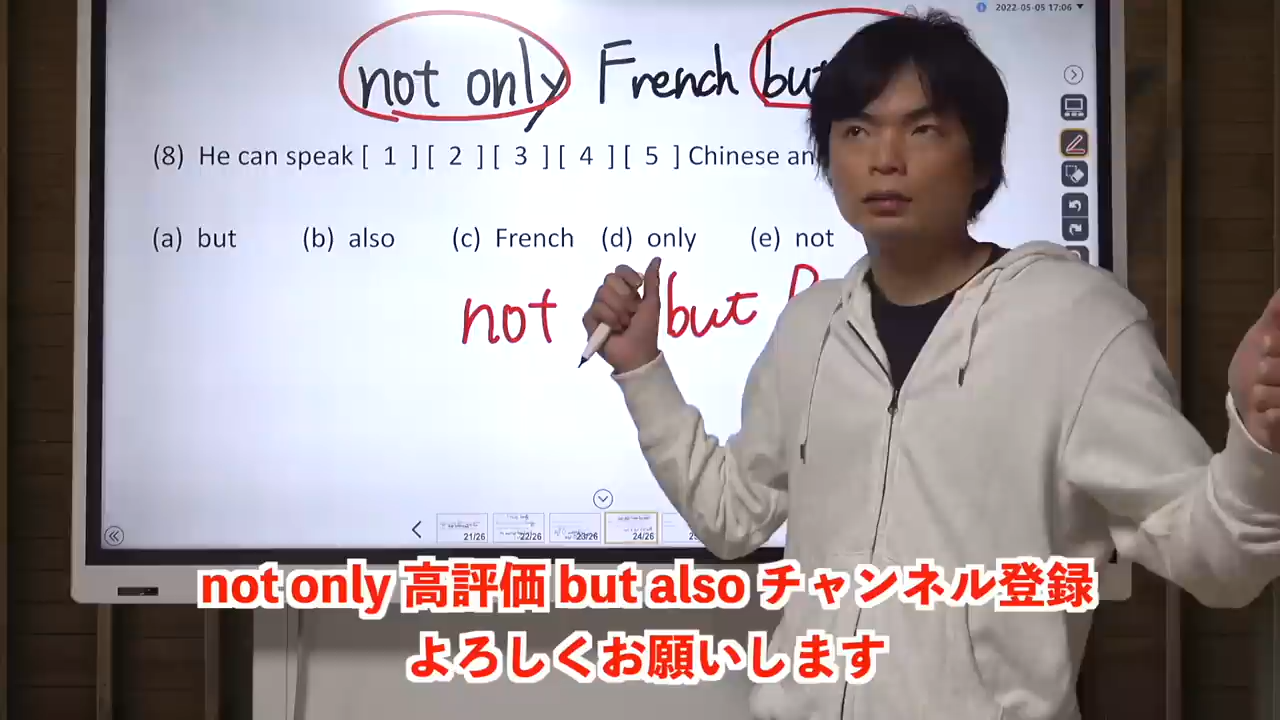 2022-05-05 17:06
not only French but
(8) He can speak [ 1 ] [ 2 ] [ 3 ] [ 4 ] [ 5 ] Chinese an
(a) but (b) also (c) French (d) only (e) not
not but
21/26 22/26 23/26 24/26
not only 高評価 but also チャンネル登録
よろしくお願いします